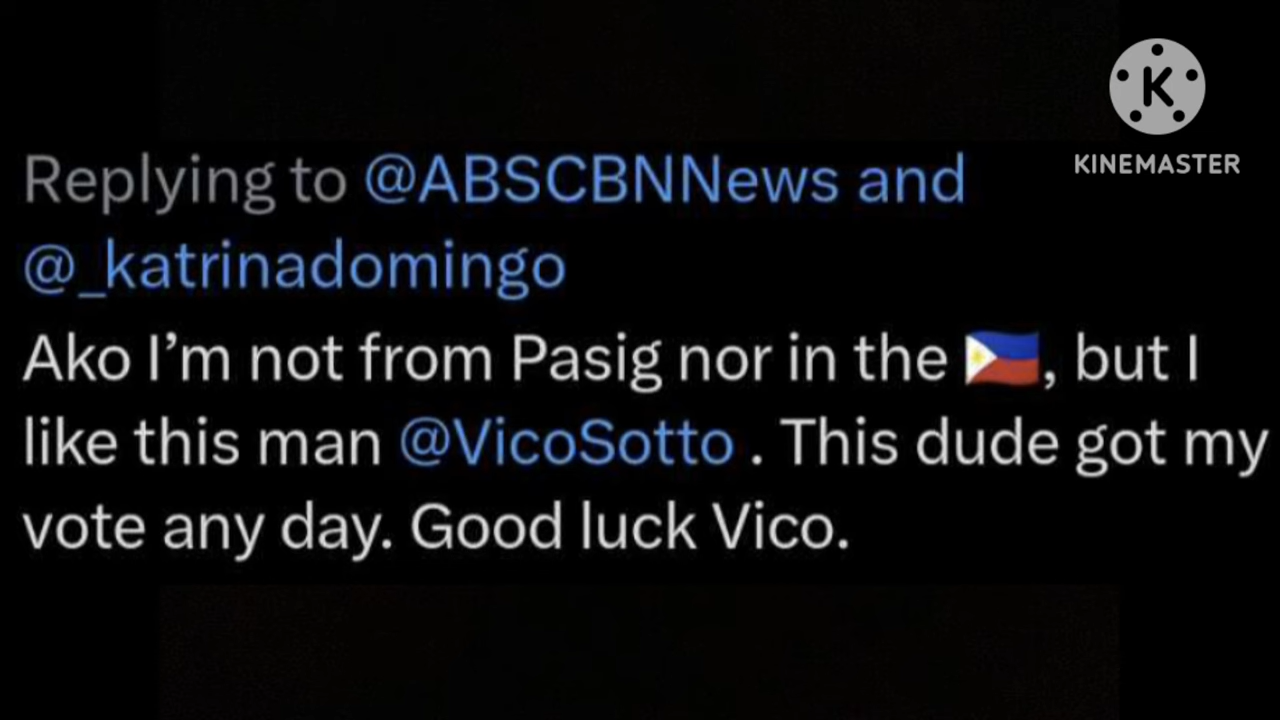 K
KINEMASTER
Replying to @ABSCBNNews and
@_katrinadomingo
Ako I’m not from Pasig nor in the 🇵🇭, but I
like this man @VicoSotto . This dude got my
vote any day. Good luck Vico.